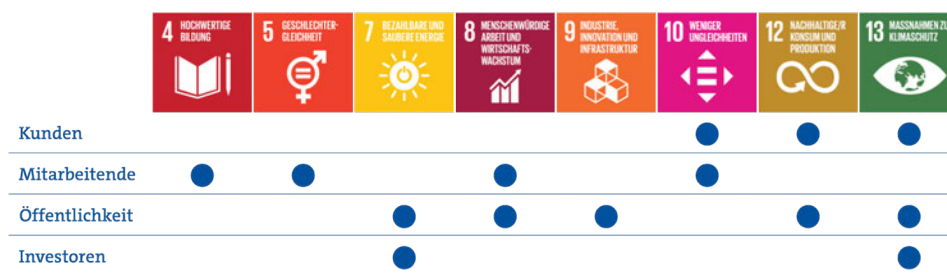 4 HOCHWERTIGE
BILDUNG
5 GESCHLECHTER-
GLEICHHEIT
7 BEZAHLBARE UND
SAUBERE ENERGIE
8 MENSCHENWÜRDIGE
ARBEIT UND
WIRTSCHAFTS-
WACHSTUM
9 INDUSTRIE,
INNOVATION UND
INFRASTRUKTUR
10 WENIGER
UNGLEICHHEITEN
12 NACHHALTIGE/R
KONSUM UND
PRODUKTION
13 MASSNAHMEN ZUM
KLIMASCHUTZ
Kunden
Mitarbeitende
Öffentlichkeit
Investoren